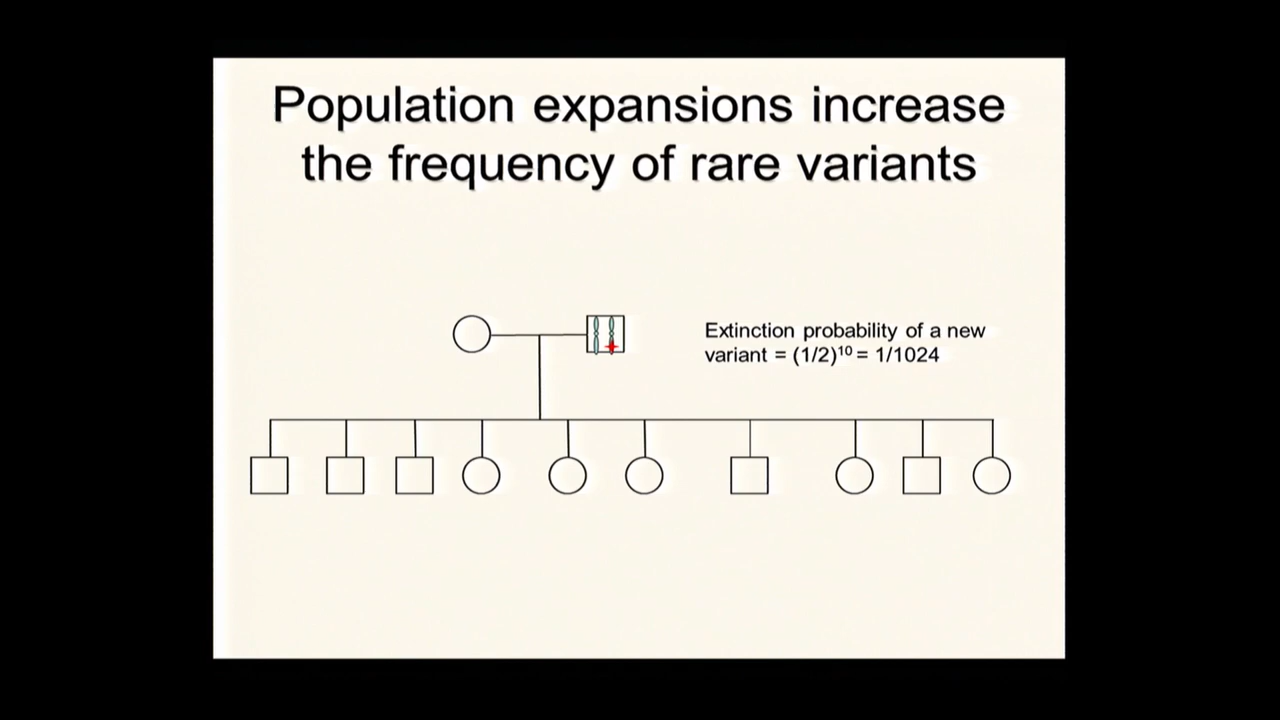 Population expansions increase
the frequency of rare variants
Extinction probability of a new
variant = (1/2)¹⁰ = 1/1024